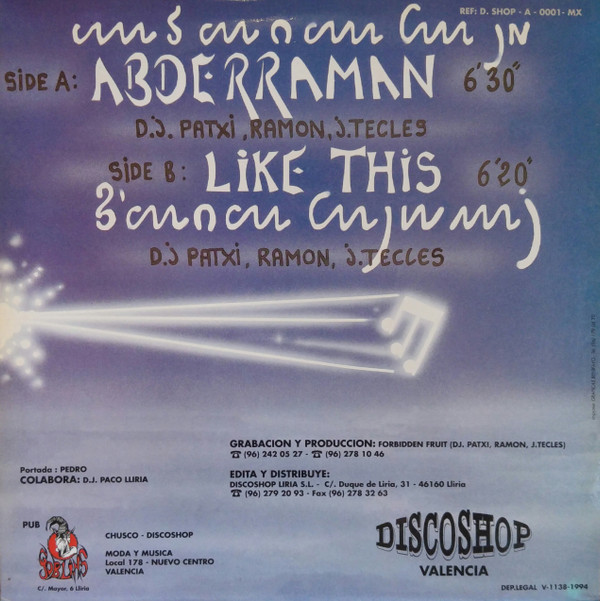 REF: D. SHOP - A - 0001- MX
SIDE A: ABDERRAMAN 6'30"
D.J. PATXI, RAMON, J.TECLES
SIDE B: LIKE THIS 6'20"
D.J PATXI, RAMON, J.TECLES
GRABACION Y PRODUCCION: FORBIDDEN FRUIT (DJ. PATXI, RAMON, J.TECLES)
☎ (96) 242 05 27 - ☎ (96) 278 10 46
Portada : PEDRO
COLABORA: D.J. PACO LLIRIA
EDITA Y DISTRIBUYE:
DISCOSHOP LIRIA S.L. - C/. Duque de Liria, 31 - 46160 Lliria
☎ (96) 279 20 93 - Fax (96) 278 32 63
PUB
C/. Mayor, 6 Lliria
CHUSCO - DISCOSHOP
MODA Y MUSICA
Local 178 - NUEVO CENTRO
VALENCIA
DISCOSHOP
VALENCIA
DEP.LEGAL V-1138-1994